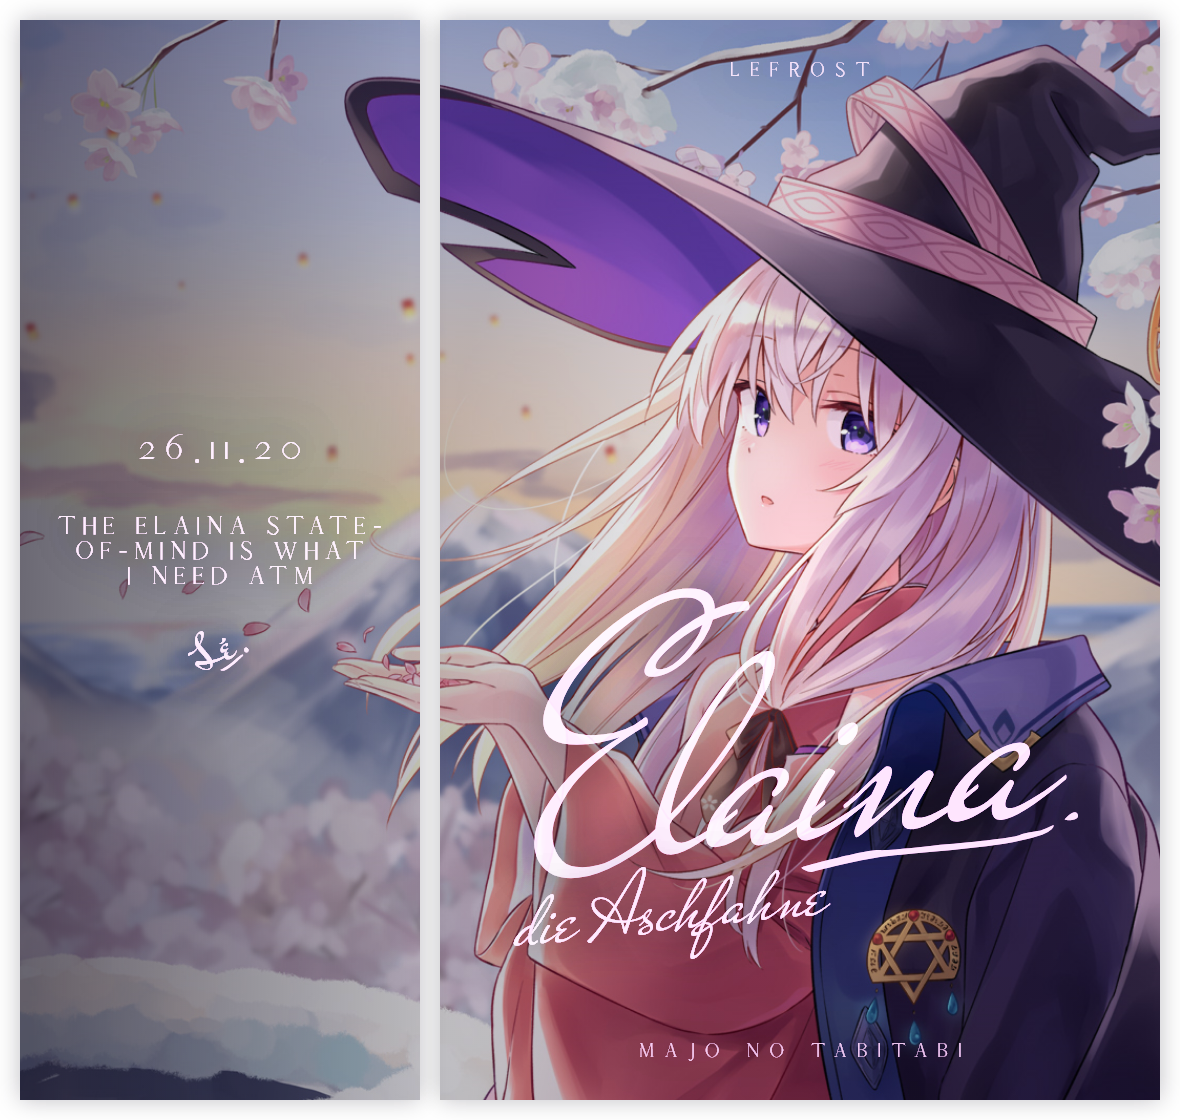 26.11.20
THE ELAINA STATE-
OF-MIND IS WHAT
I NEED ATM
Lé.
LEFROST
Elaina.
die Aschfahne
MAJO NO TABITABI